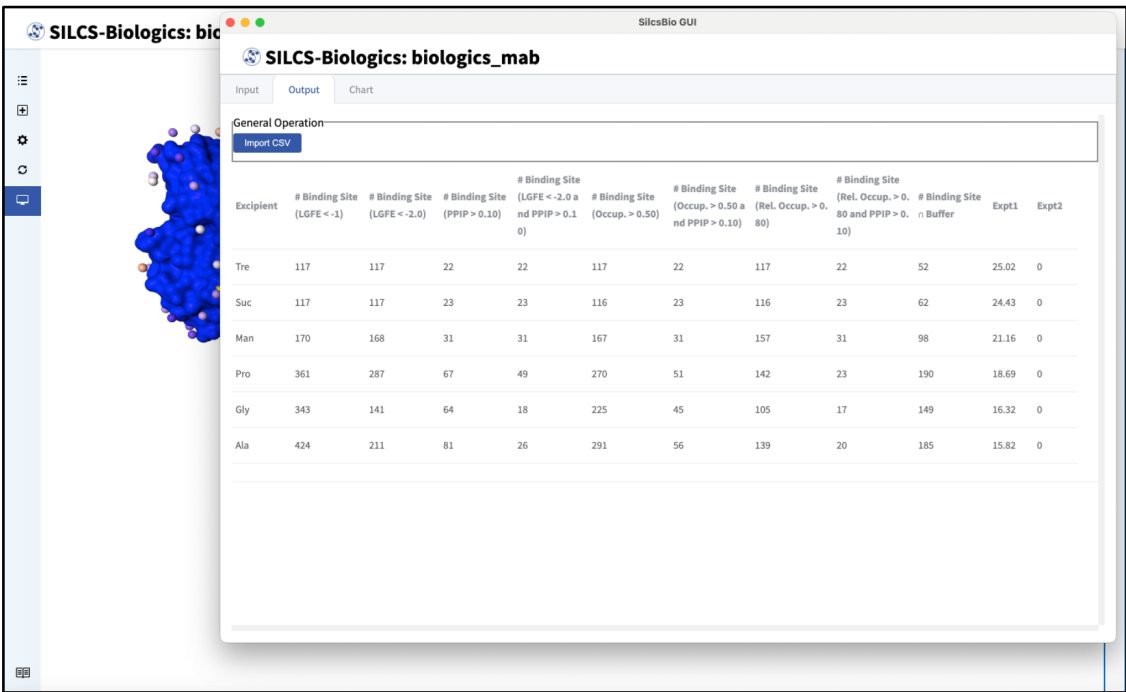 SILCS-Biologics: bio
SilcsBio GUI
SILCS-Biologics: biologics_mab
Input Output Chart
General Operation
Import CSV
Excipient # Binding Site (LGFE < -1) # Binding Site (LGFE < -2.0) # Binding Site (PPIP > 0.10) # Binding Site (LGFE < -2.0 a nd PPIP > 0.1 0) # Binding Site (Occup. > 0.50) # Binding Site (Occup. > 0.50 a nd PPIP > 0.10) # Binding Site (Rel. Occup. > 0. 80) # Binding Site (Rel. Occup. > 0. 80 and PPIP > 0. 10) # Binding Site ∩ Buffer Expt1 Expt2
Tre 117 117 22 22 117 22 117 22 52 25.02 0
Suc 117 117 23 23 116 23 116 23 62 24.43 0
Man 170 168 31 31 167 31 157 31 98 21.16 0
Pro 361 287 67 49 270 51 142 23 190 18.69 0
Gly 343 141 64 18 225 45 105 17 149 16.32 0
Ala 424 211 81 26 291 56 139 20 185 15.82 0